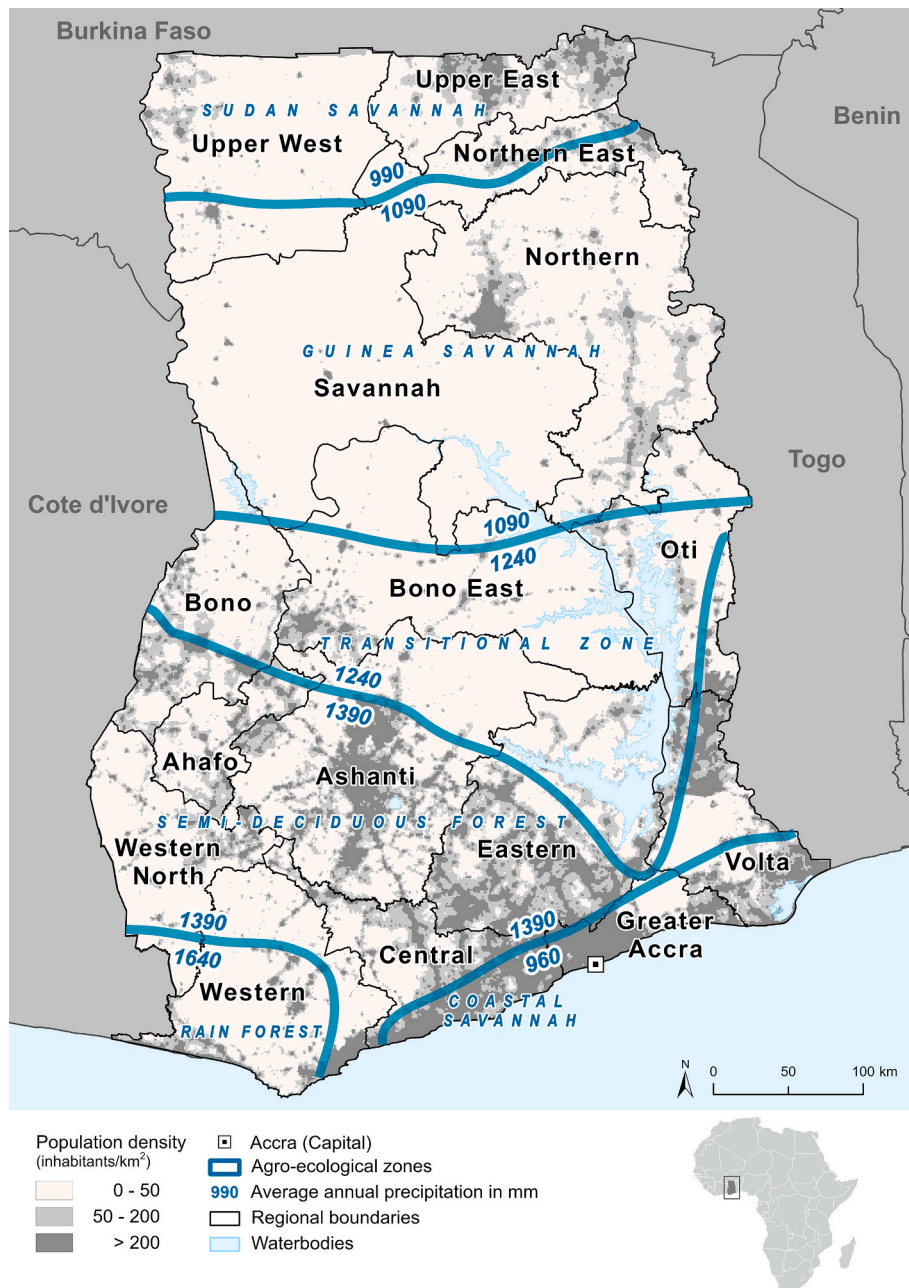 Burkina Faso
Benin
Upper East
SUDAN SAVANNAH
Upper West
Northern East
990
1090
Northern
GUINEA SAVANNAH
Savannah
Togo
Cote d'Ivore
1090
1240
Oti
Bono East
Bono
TRANSITIONAL ZONE
1240
1390
Ahafo
Ashanti
SEMI-DECIDUOUS FOREST
Western
North
Eastern
Volta
1390
1640
1390
960
Greater
Accra
Central
Western
COASTAL
SAVANNAH
RAIN FOREST
N
0 50 100 km
Population density
(inhabitants/km²)
0 - 50
50 - 200
> 200
Accra (Capital)
Agro-ecological zones
990 Average annual precipitation in mm
Regional boundaries
Waterbodies